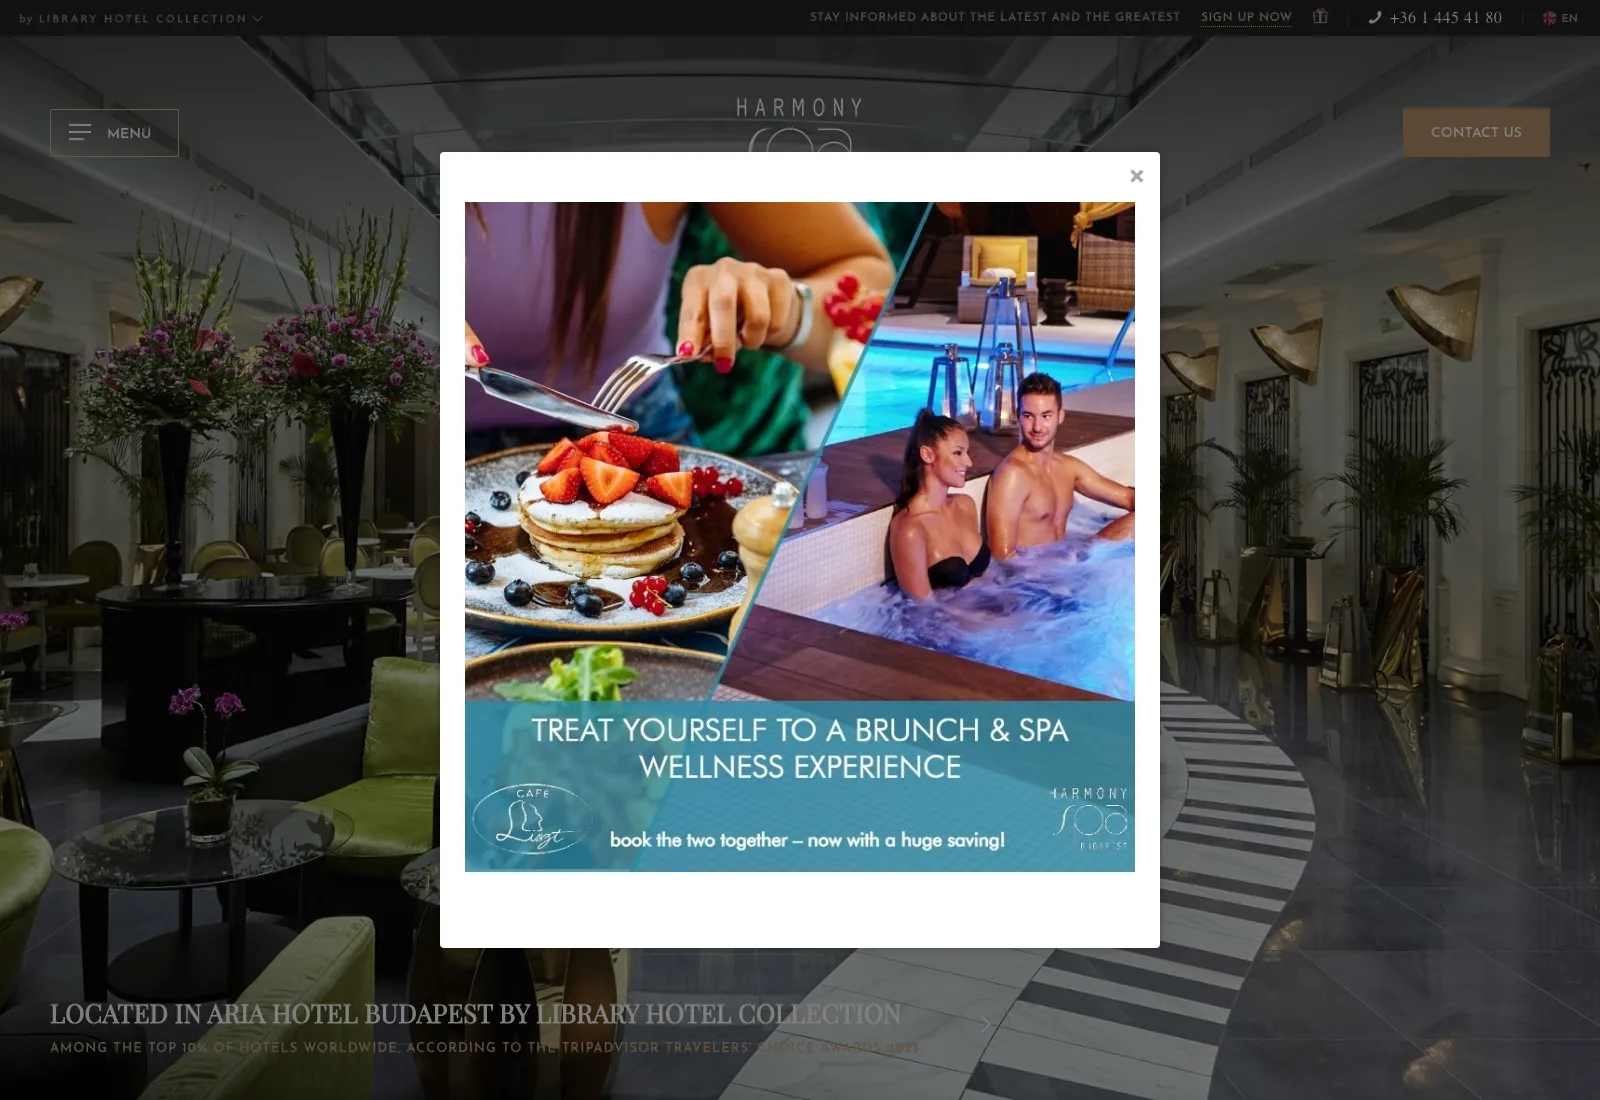 by LIBRARY HOTEL COLLECTION
STAY INFORMED ABOUT THE LATEST AND THE GREATEST
SIGN UP NOW
+36 1 445 41 80
EN
MENU
HARMONY
spa
CONTACT US
×
TREAT YOURSELF TO A BRUNCH & SPA
WELLNESS EXPERIENCE
CAFE
Liszt
book the two together – now with a huge saving!
HARMONY
spa
BUDAPEST
LOCATED IN ARIA HOTEL BUDAPEST BY LIBRARY HOTEL COLLECTION
AMONG THE TOP 10% OF HOTELS WORLDWIDE, ACCORDING TO THE TRIPADVISOR TRAVELERS' CHOICE AWARDS 2023